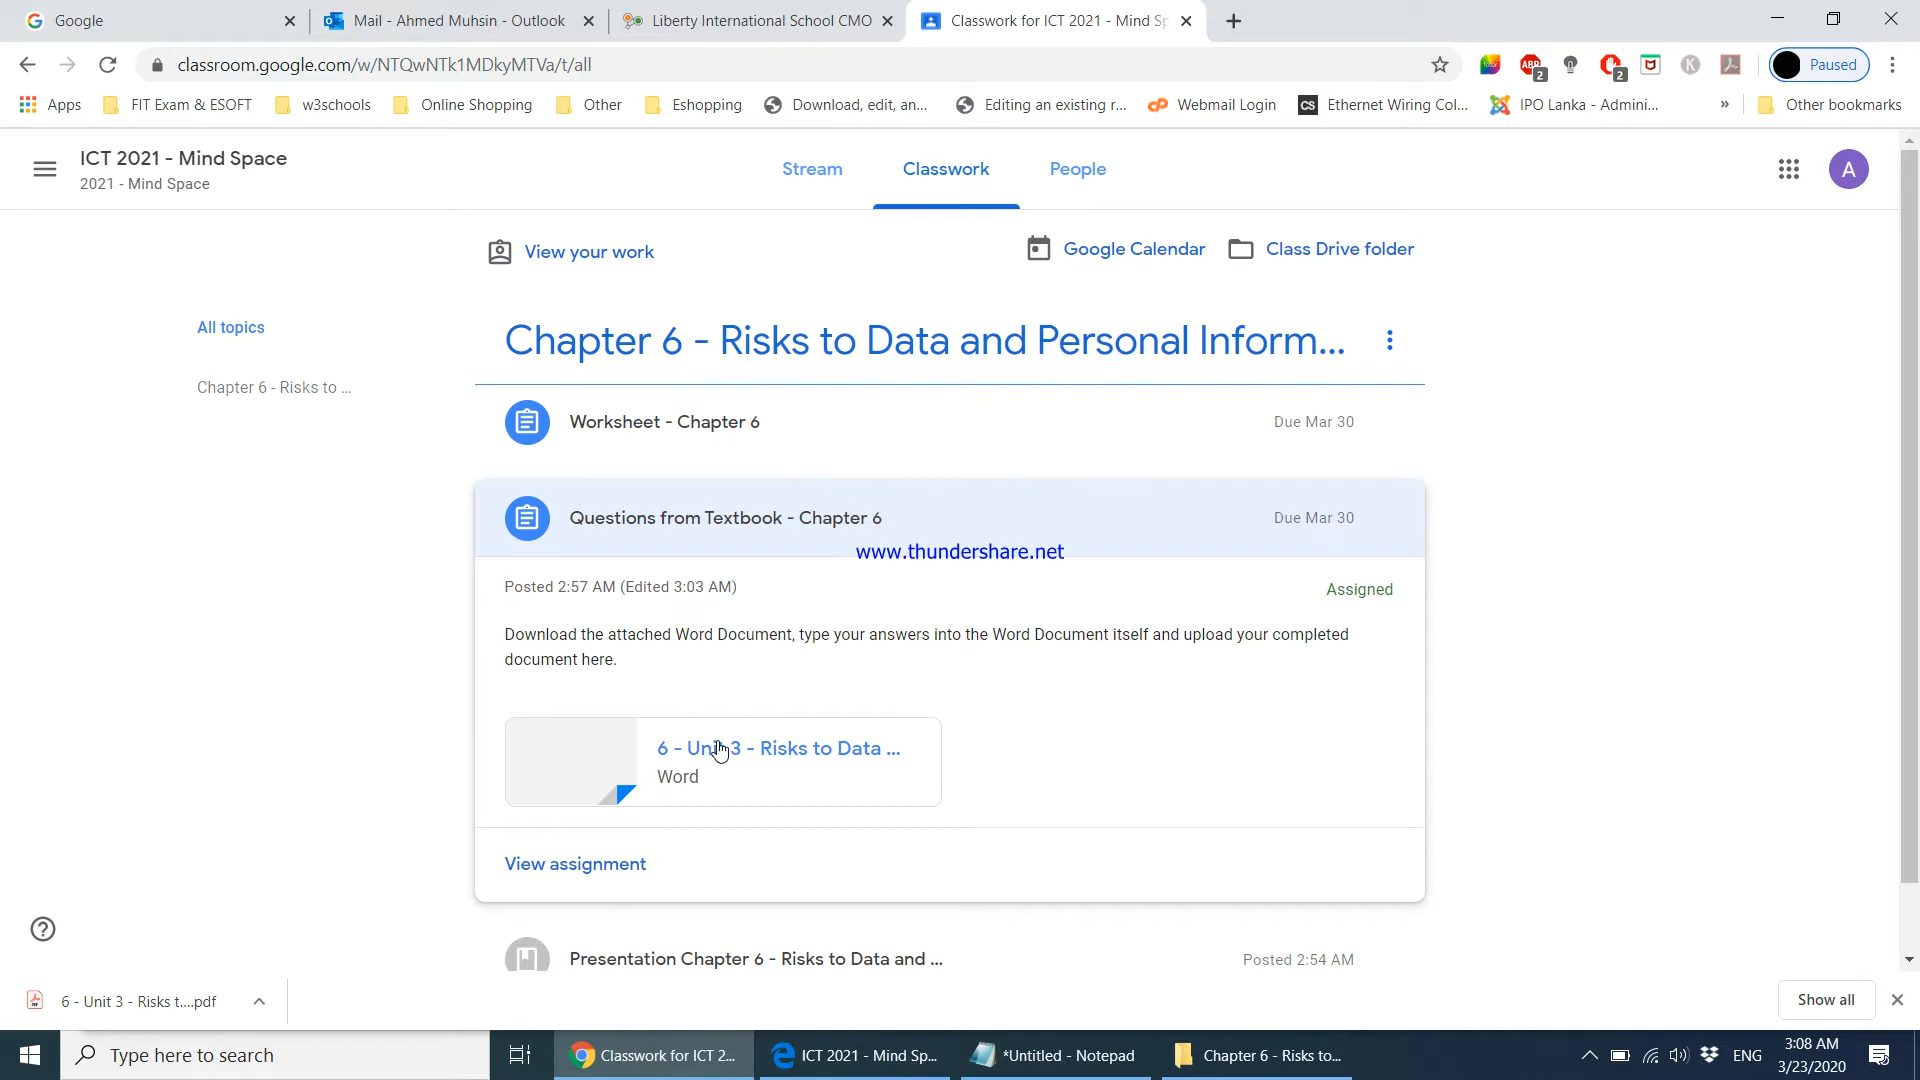 Google
Mail - Ahmed Muhsin - Outlook
Liberty International School CMO
Classwork for ICT 2021 - Mind Sp
classroom.google.com/w/NTQwNTk1MDkyMTVa/t/all
ABP
2
2
K
Paused
Apps
FIT Exam & ESOFT
w3schools
Online Shopping
Other
Eshopping
Download, edit, an...
Editing an existing r...
cP
Webmail Login
CS
Ethernet Wiring Col...
IPO Lanka - Admini...
»
Other bookmarks
ICT 2021 - Mind Space
2021 - Mind Space
Stream
Classwork
People
A
View your work
Google Calendar
Class Drive folder
All topics
Chapter 6 - Risks to ...
Chapter 6 - Risks to Data and Personal Inform...
Worksheet - Chapter 6
Due Mar 30
Questions from Textbook - Chapter 6
Due Mar 30
www.thundershare.net
Posted 2:57 AM (Edited 3:03 AM)
Assigned
Download the attached Word Document, type your answers into the Word Document itself and upload your completed
document here.
6 - Unit 3 - Risks to Data ...
Word
View assignment
Presentation Chapter 6 - Risks to Data and ...
Posted 2:54 AM
6 - Unit 3 - Risks t....pdf
Show all
Type here to search
Classwork for ICT 2...
ICT 2021 - Mind Sp...
*Untitled - Notepad
Chapter 6 - Risks to...
ENG
3:08 AM
3/23/2020